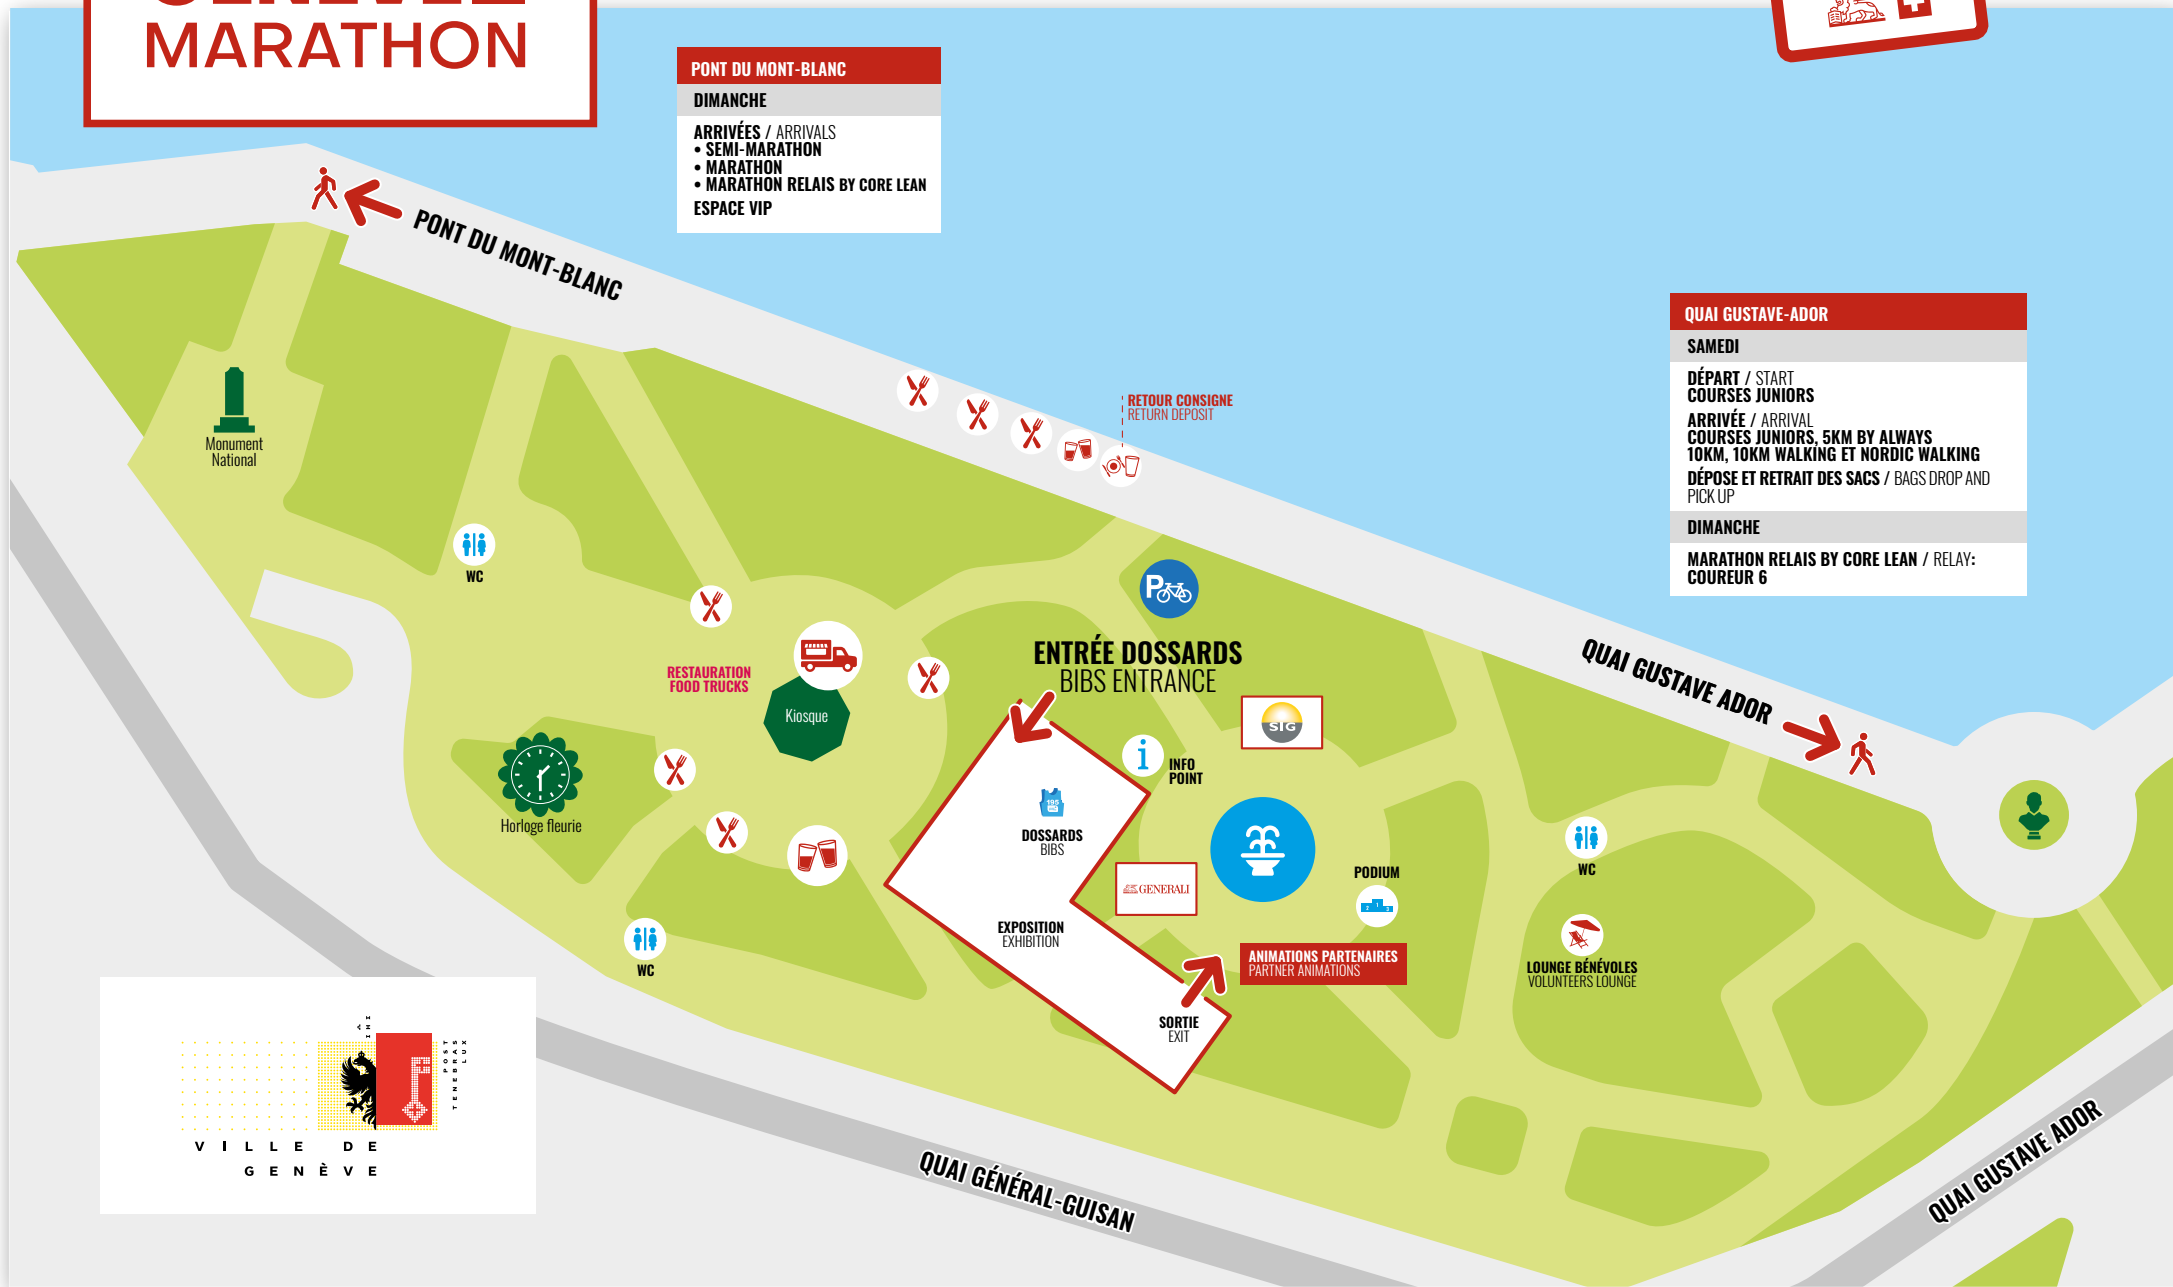 MARATHON
PONT DU MONT-BLANC
DIMANCHE
ARRIVÉES / ARRIVALS
• SEMI-MARATHON
• MARATHON
• MARATHON RELAIS BY CORE LEAN
ESPACE VIP
PONT DU MONT-BLANC
QUAI GUSTAVE-ADOR
SAMEDI
DÉPART / START
COURSES JUNIORS
ARRIVÉE / ARRIVAL
COURSES JUNIORS, 5KM BY ALWAYS
10KM, 10KM WALKING ET NORDIC WALKING
DÉPOSE ET RETRAIT DES SACS / BAGS DROP AND
PICK UP
DIMANCHE
MARATHON RELAIS BY CORE LEAN / RELAY:
COUREUR 6
RETOUR CONSIGNE
RETURN DEPOSIT
Monument
National
WC
P
ENTRÉE DOSSARDS
BIBS ENTRANCE
QUAI GUSTAVE ADOR
RESTAURATION
FOOD TRUCKS
Kiosque
SIG
i
INFO
POINT
195
DOSSARDS
BIBS
Horloge fleurie
GENERALI
PODIUM
2 1 3
WC
EXPOSITION
EXHIBITION
WC
ANIMATIONS PARTENAIRES
PARTNER ANIMATIONS
LOUNGE BÉNÉVOLES
VOLUNTEERS LOUNGE
SORTIE
EXIT
POST
TENEBRAS
LUX
VILLE DE
GENÈVE
QUAI GÉNÉRAL-GUISAN
QUAI GUSTAVE ADOR